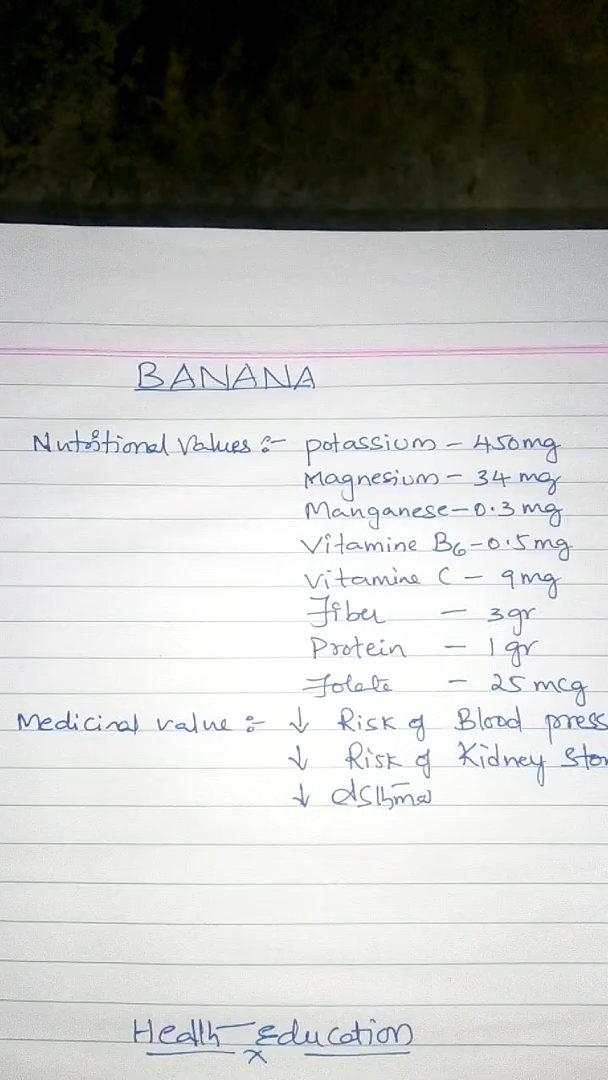 BANANA
Nutritional Values :- potassium - 450mg
Magnesium - 34 mg
Manganese - 0.3 mg
Vitamine B6 - 0.5mg
Vitamine C - 9mg
Fiber - 3gr
Protein - 1gr
Folate - 25 mcg
Medicinal value :- ↓ Risk of Blood press
↓ Risk of Kidney Sto
↓ asthma
Health education
x